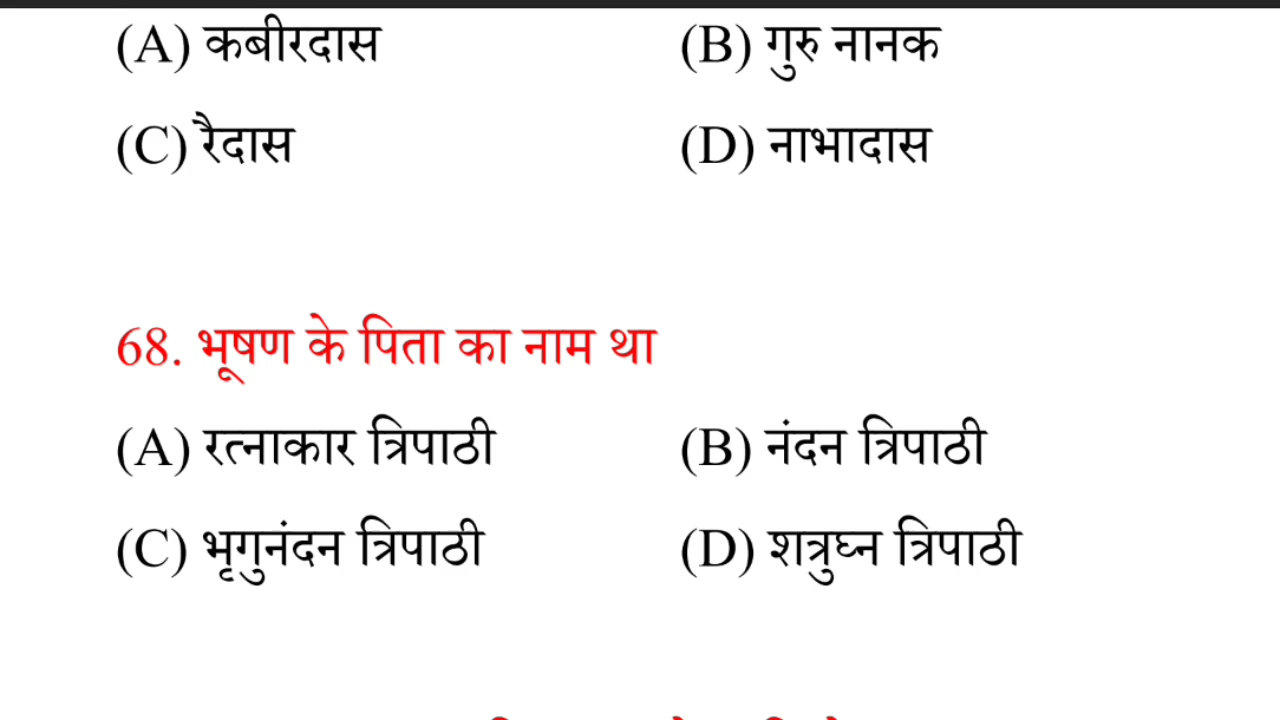 (A) कबीरदास (B) गुरु नानक
(C) रैदास (D) नाभादास
68. भूषण के पिता का नाम था
(A) रत्नाकार त्रिपाठी (B) नंदन त्रिपाठी
(C) भृगुनंदन त्रिपाठी (D) शत्रुघ्न त्रिपाठी